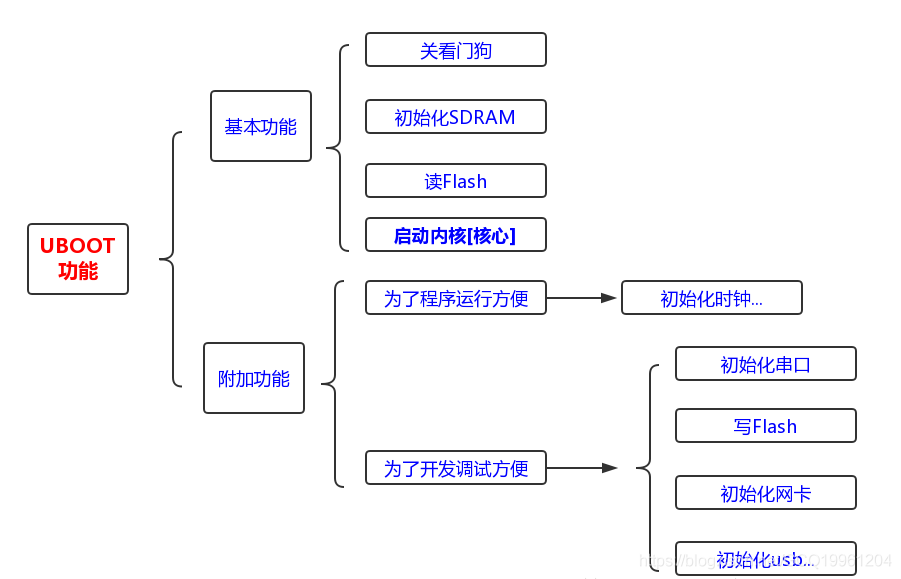 UBOOT
功能
基本功能
关看门狗
初始化SDRAM
读Flash
启动内核[核心]
附加功能
为了程序运行方便
初始化时钟...
为了开发调试方便
初始化串口
写Flash
初始化网卡
初始化usb...